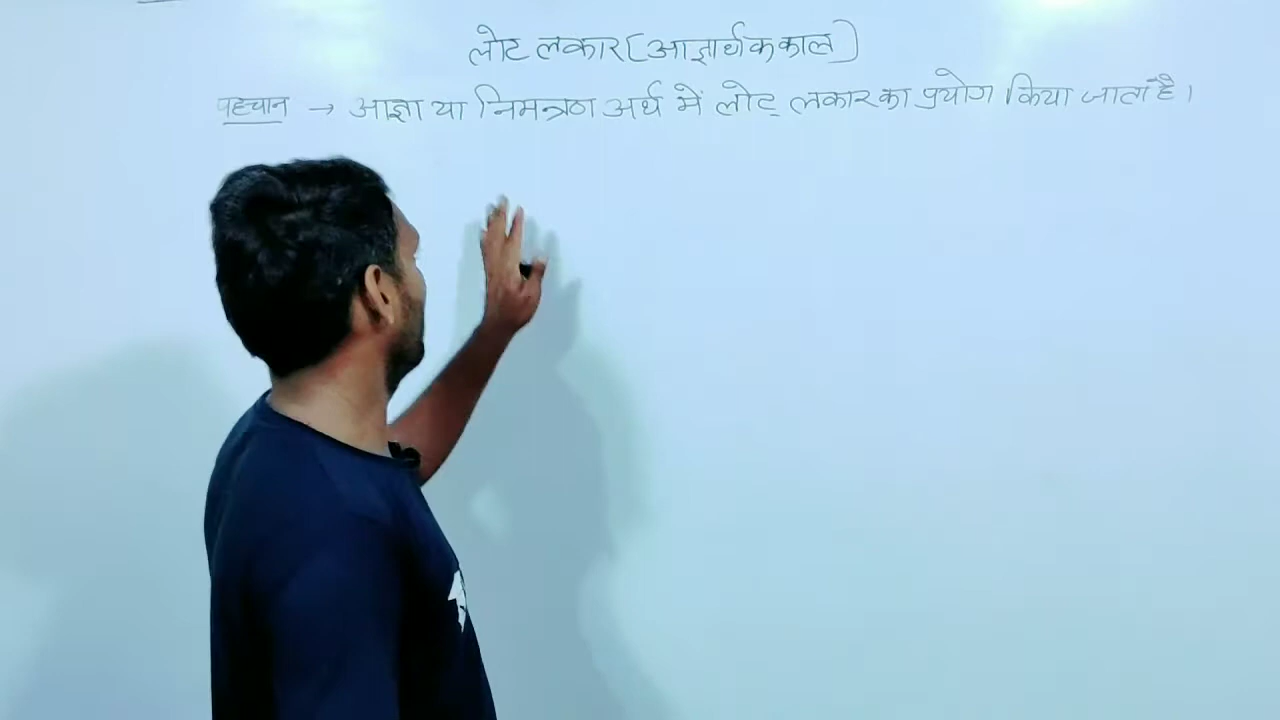 लोट लकार (आज्ञार्थक काल)
पहचान → आज्ञा या निमन्त्रण अर्थ में लोट् लकार का प्रयोग किया जाता है।